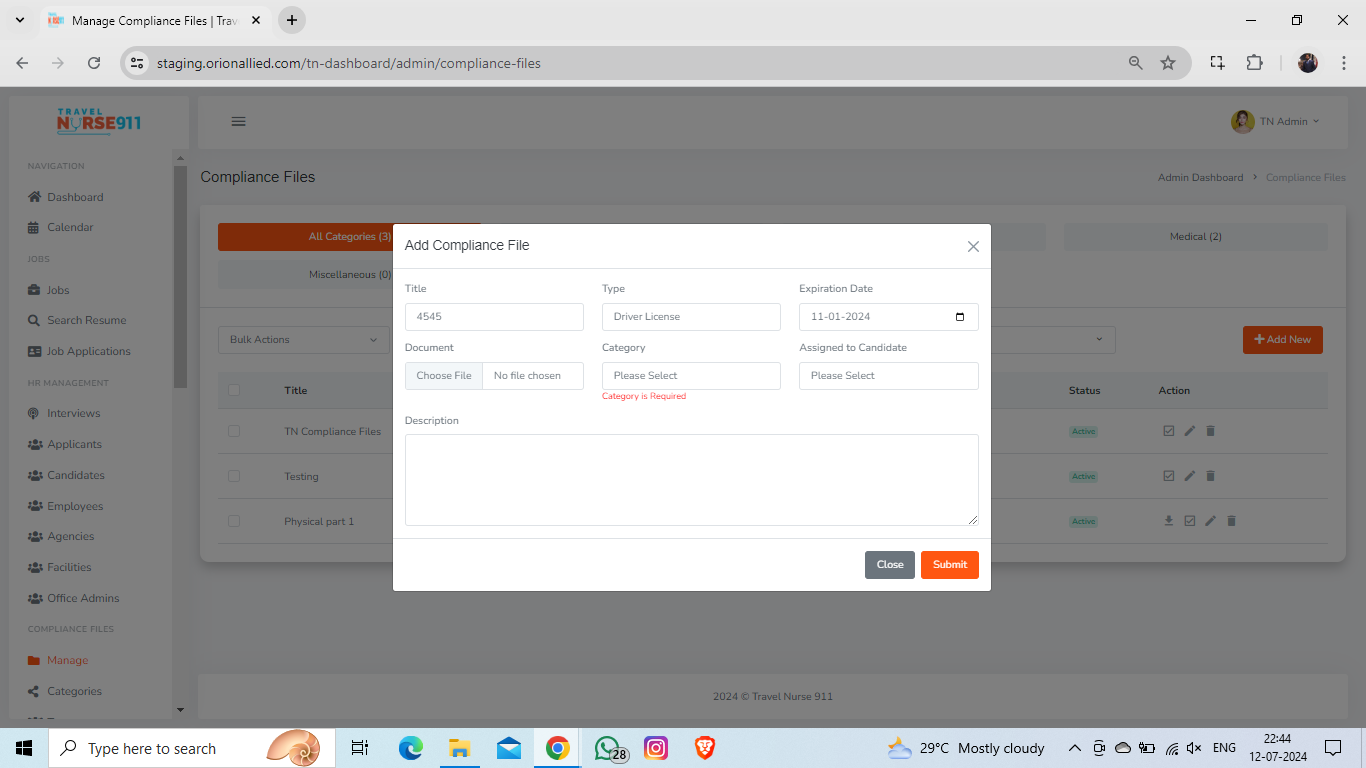 Manage Compliance Files | Trav
staging.orionallied.com/tn-dashboard/admin/compliance-files
TRAVEL
NURSE911
TN Admin
NAVIGATION
Dashboard
Calendar
JOBS
Jobs
Search Resume
Job Applications
HR MANAGEMENT
Interviews
Applicants
Candidates
Employees
Agencies
Facilities
Office Admins
COMPLIANCE FILES
Manage
Categories
Compliance Files
Admin Dashboard > Compliance Files
All Categories (3)
Medical (2)
Miscellaneous (0)
Bulk Actions
Add New
Title
Status
Action
TN Compliance Files
Active
Testing
Active
Physical part 1
Active
Add Compliance File
Title
Type
Expiration Date
4545
Driver License
11-01-2024
Document
Category
Assigned to Candidate
Choose File
No file chosen
Please Select
Please Select
Category is Required
Description
Close
Submit
2024 © Travel Nurse 911
Type here to search
28
29°C Mostly cloudy
ENG
22:44
12-07-2024